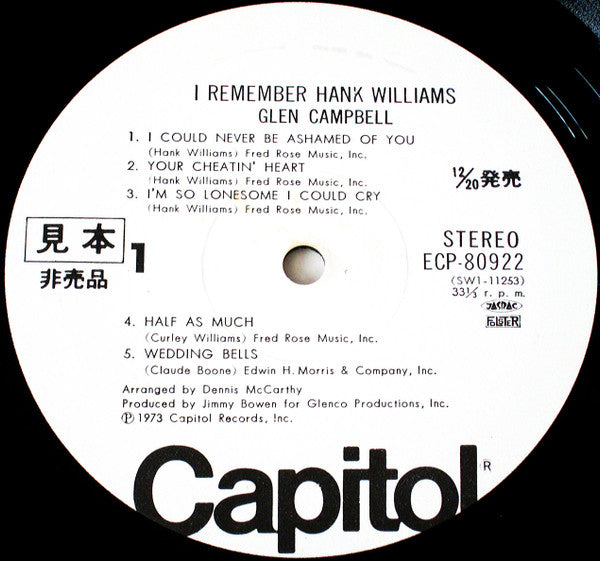 I REMEMBER HANK WILLIAMS
GLEN CAMPBELL
1. I COULD NEVER BE ASHAMED OF YOU
(Hank Williams) Fred Rose Music, Inc.
2. YOUR CHEATIN' HEART
(Hank Williams) Fred Rose Music, Inc.
3. I'M SO LONESOME I COULD CRY
(Hank Williams) Fred Rose Music, Inc.
12/20発売
見本
非売品
1
STEREO
ECP-80922
(SW1-11253)
33⅓ r. p. m.
JASRAC
POLYSTER
4. HALF AS MUCH
(Curley Williams) Fred Rose Music, Inc.
5. WEDDING BELLS
(Claude Boone) Edwin H. Morris & Company, Inc.
Arranged by Dennis McCarthy
Produced by Jimmy Bowen for Glenco Productions, Inc.
Ⓟ 1973 Capitol Records, Inc.
Capitol®